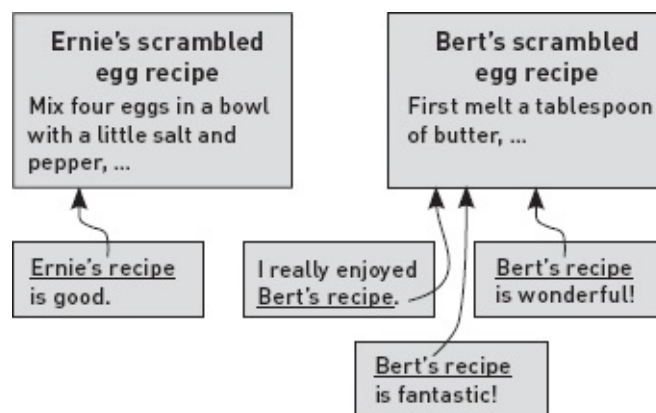 Ernie's scrambled
egg recipe
Mix four eggs in a bowl
with a little salt and
pepper, ...
Bert's scrambled
egg recipe
First melt a tablespoon
of butter, ...
Ernie's recipe
is good.
I really enjoyed
Bert's recipe.
Bert's recipe
is wonderful!
Bert's recipe
is fantastic!